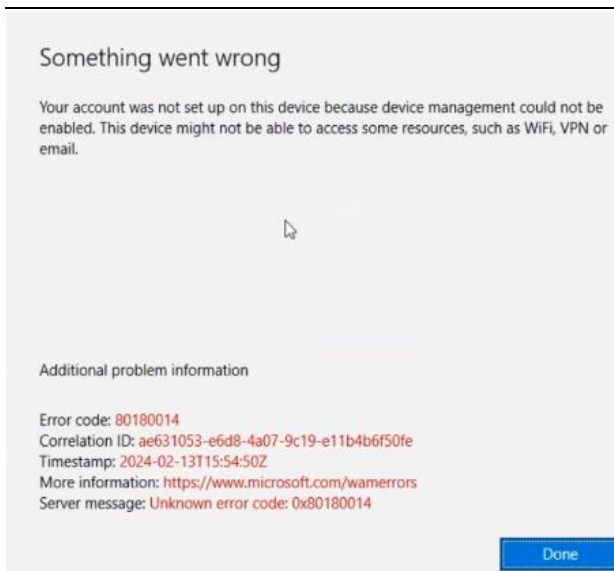 Something went wrong
Your account was not set up on this device because device management could not be
enabled. This device might not be able to access some resources, such as WiFi, VPN or
email.
Additional problem information
Error code: 80180014
Correlation ID: ae631053-e6d8-4a07-9c19-e11b4b6f50fe
Timestamp: 2024-02-13T15:54:50Z
More information: https://www.microsoft.com/wamerrors
Server message: Unknown error code: 0x80180014
Done